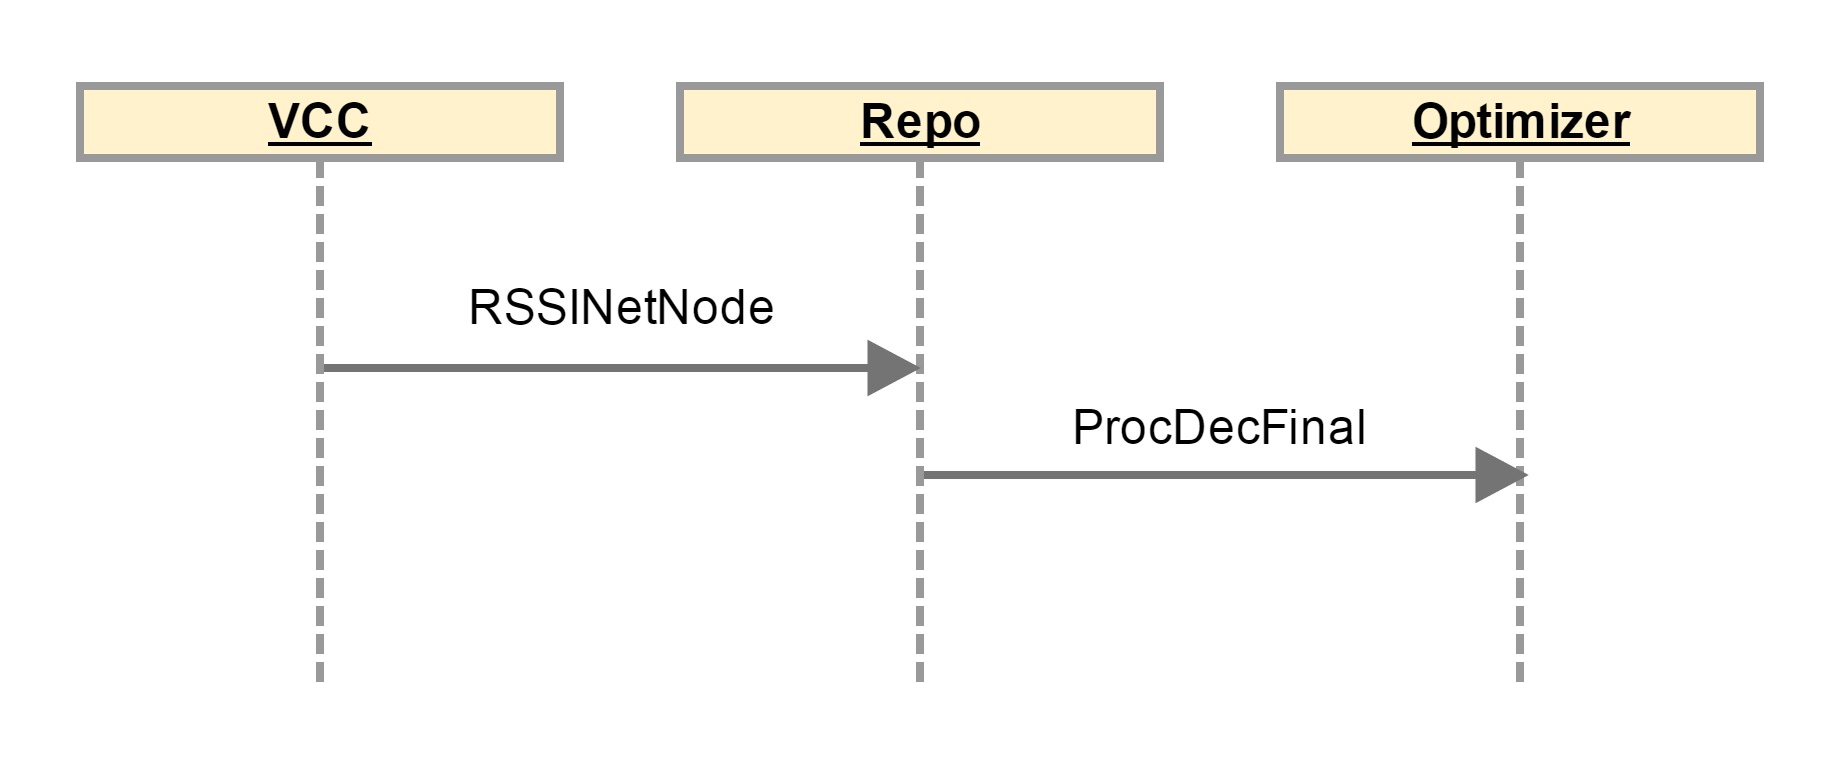 VCC
Repo
Optimizer
RSSINetNode
ProcDecFinal